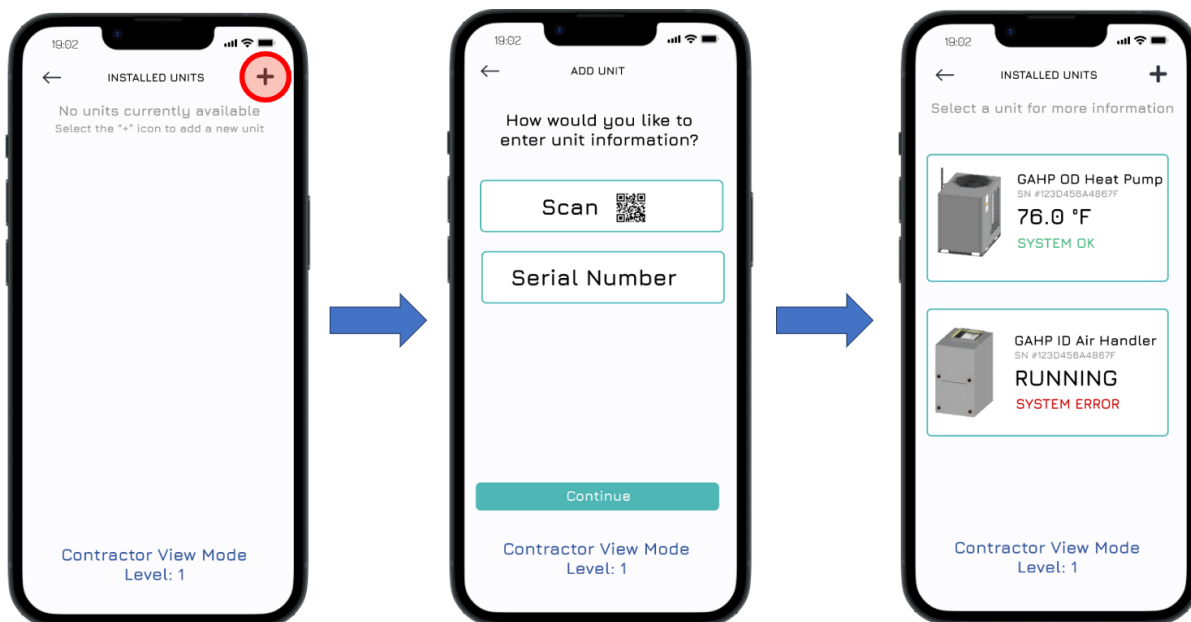 19:02
INSTALLED UNITS
+
No units currently available
Select the "+" icon to add a new unit
Contractor View Mode
Level: 1
19:02
ADD UNIT
How would you like to
enter unit information?
Scan
Serial Number
Continue
Contractor View Mode
Level: 1
19:02
INSTALLED UNITS
+
Select a unit for more information
GAHP OD Heat Pump
SN #123D456A4867F
76.0 °F
SYSTEM OK
GAHP ID Air Handler
SN #123D456A4867F
RUNNING
SYSTEM ERROR
Contractor View Mode
Level: 1